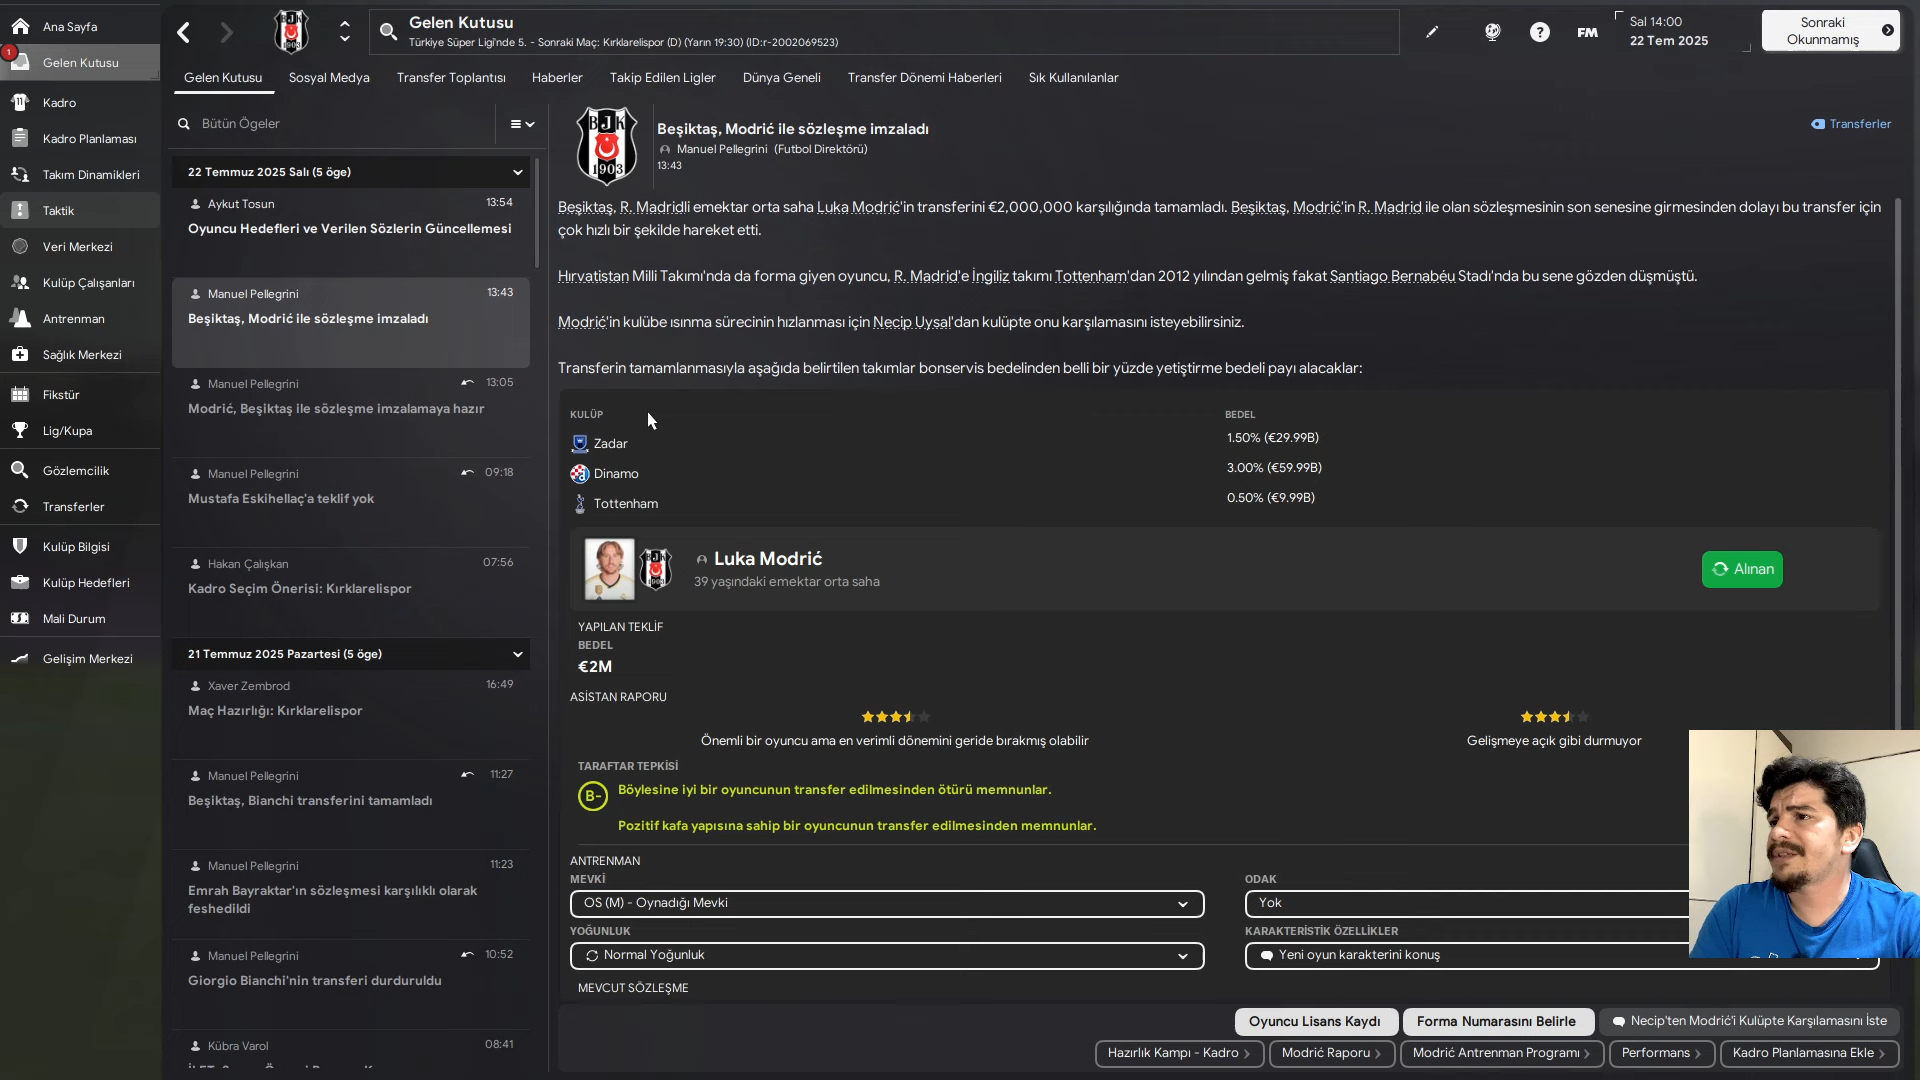 Ana Sayfa
1
Gelen Kutusu
Kadro
Kadro Planlaması
Takım Dinamikleri
Taktik
Veri Merkezi
Kulüp Çalışanları
Antrenman
Sağlık Merkezi
Fikstür
Lig/Kupa
Gözlemcilik
Transferler
Kulüp Bilgisi
Kulüp Hedefleri
Mali Durum
Gelişim Merkezi
Gelen Kutusu
Türkiye Süper Ligi'nde 5. - Sonraki Maç: Kırklarelispor (D) (Yarın 19:30) (ID:r-2002069523)
FM
Sal 14:00
22 Tem 2025
Sonraki
Okunmamış
Gelen Kutusu Sosyal Medya Transfer Toplantısı Haberler Takip Edilen Ligler Dünya Geneli Transfer Dönemi Haberleri Sık Kullanılanlar
Bütün Ögeler
22 Temmuz 2025 Salı (5 öge)
Aykut Tosun 13:54
Oyuncu Hedefleri ve Verilen Sözlerin Güncellemesi
Manuel Pellegrini 13:43
Beşiktaş, Modrić ile sözleşme imzaladı
Manuel Pellegrini 13:05
Modrić, Beşiktaş ile sözleşme imzalamaya hazır
Manuel Pellegrini 09:18
Mustafa Eskihellaç'a teklif yok
Hakan Çalışkan 07:56
Kadro Seçim Önerisi: Kırklarelispor
21 Temmuz 2025 Pazartesi (5 öge)
Xaver Zembrod 16:49
Maç Hazırlığı: Kırklarelispor
Manuel Pellegrini 11:27
Beşiktaş, Bianchi transferini tamamladı
Manuel Pellegrini 11:23
Emrah Bayraktar'ın sözleşmesi karşılıklı olarak
feshedildi
Manuel Pellegrini 10:52
Giorgio Bianchi'nin transferi durduruldu
Kübra Varol 08:41
BJK
1903
Beşiktaş, Modrić ile sözleşme imzaladı
Manuel Pellegrini (Futbol Direktörü)
13:43
Transferler
Beşiktaş, R. Madridli emektar orta saha Luka Modrić'in transferini €2,000,000 karşılığında tamamladı. Beşiktaş, Modrić'in R. Madrid ile olan sözleşmesinin son senesine girmesinden dolayı bu transfer için
çok hızlı bir şekilde hareket etti.
Hırvatistan Milli Takımı'nda da forma giyen oyuncu, R. Madrid'e İngiliz takımı Tottenham'dan 2012 yılından gelmiş fakat Santiago Bernabéu Stadı'nda bu sene gözden düşmüştü.
Modrić'in kulübe ısınma sürecinin hızlanması için Necip Uysal'dan kulüpte onu karşılamasını isteyebilirsiniz.
Transferin tamamlanmasıyla aşağıda belirtilen takımlar bonservis bedelinden belli bir yüzde yetiştirme bedeli payı alacaklar:
KULÜP BEDEL
Zadar 1.50% (€29.99B)
Dinamo 3.00% (€59.99B)
Tottenham 0.50% (€9.99B)
Luka Modrić
39 yaşındaki emektar orta saha
Alınan
YAPILAN TEKLİF
BEDEL
€2M
ASİSTAN RAPORU
Önemli bir oyuncu ama en verimli dönemini geride bırakmış olabilir
Gelişmeye açık gibi durmuyor
TARAFTAR TEPKİSİ
B-
Böylesine iyi bir oyuncunun transfer edilmesinden ötürü memnunlar.
Pozitif kafa yapısına sahip bir oyuncunun transfer edilmesinden memnunlar.
ANTRENMAN
MEVKİ ODAK
OS (M) - Oynadığı Mevki Yok
YOĞUNLUK KARAKTERİSTİK ÖZELLİKLER
Normal Yoğunluk Yeni oyun karakterini konuş
MEVCUT SÖZLEŞME
Oyuncu Lisans Kaydı Forma Numarasını Belirle Necip'ten Modrić'i Kulüpte Karşılamasını İste
Hazırlık Kampı - Kadro Modrić Raporu Modrić Antrenman Programı Performans Kadro Planlamasına Ekle